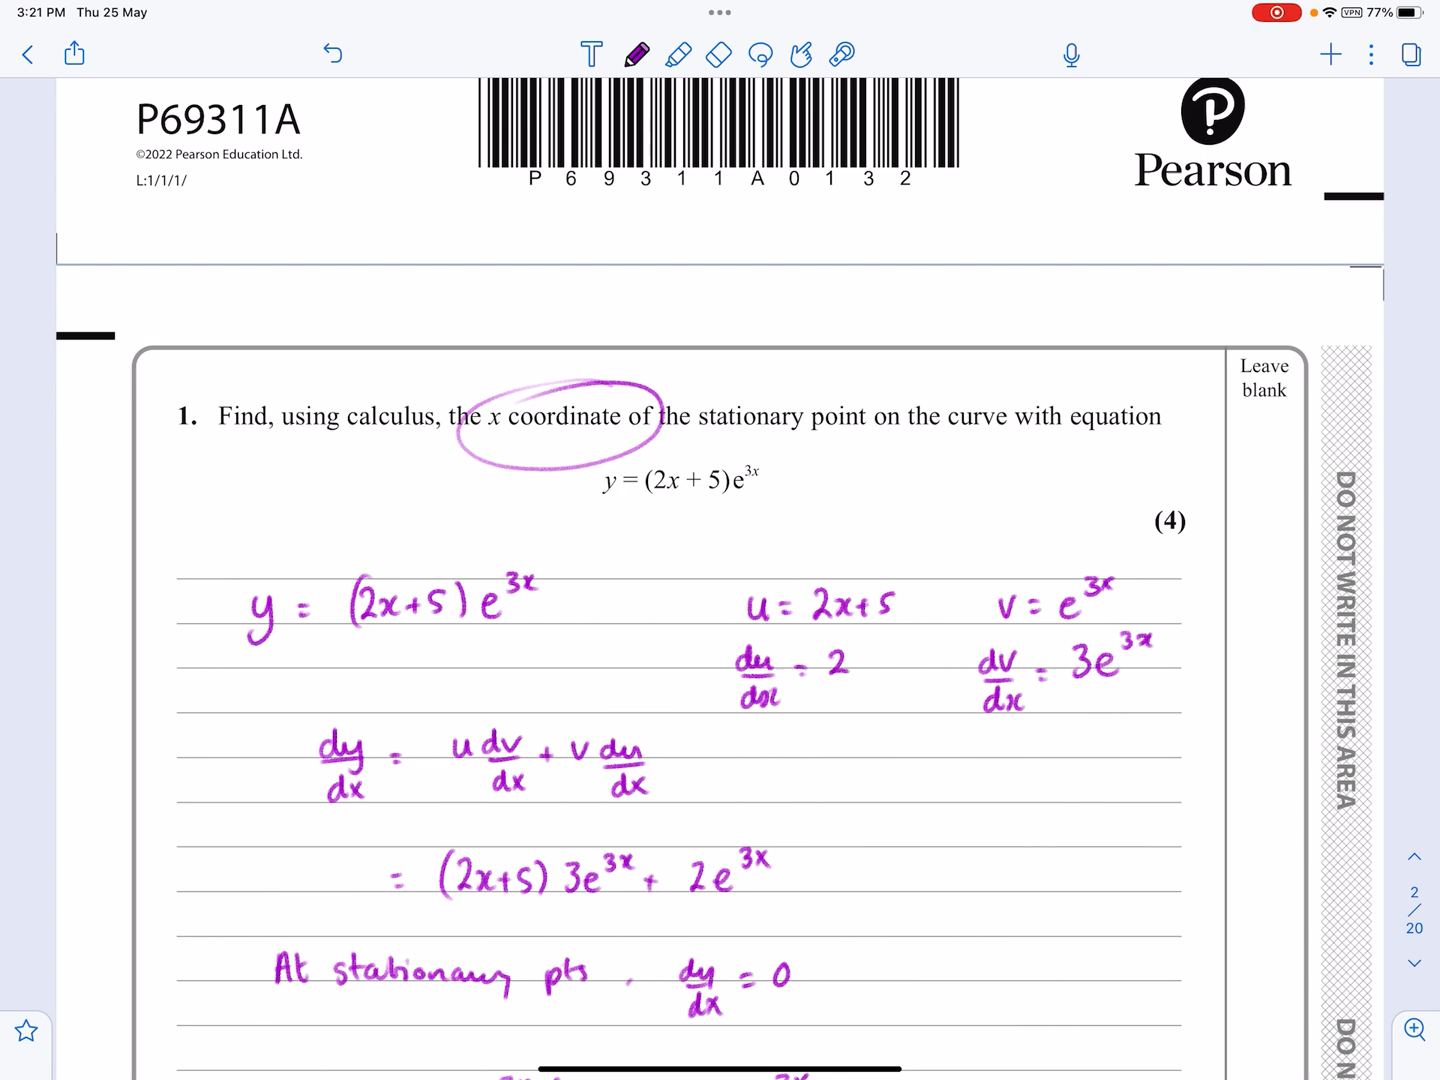 3:21 PM Thu 25 May
VPN 77%
P69311A
©2022 Pearson Education Ltd.
L:1/1/1/
P 6 9 3 1 1 A 0 1 3 2
Pearson
Leave
blank
1. Find, using calculus, the x coordinate of the stationary point on the curve with equation
y = (2x + 5)e^{3x}
(4)
y = (2x+5)e^{3x}
u = 2x+5
v = e^{3x}
du/dx = 2
dv/dx = 3e^{3x}
dy/dx = u dv/dx + v du/dx
= (2x+5) 3e^{3x} + 2e^{3x}
At stationary pts, dy/dx = 0
3x
DO NOT WRITE IN THIS AREA
DO N
2
/
20